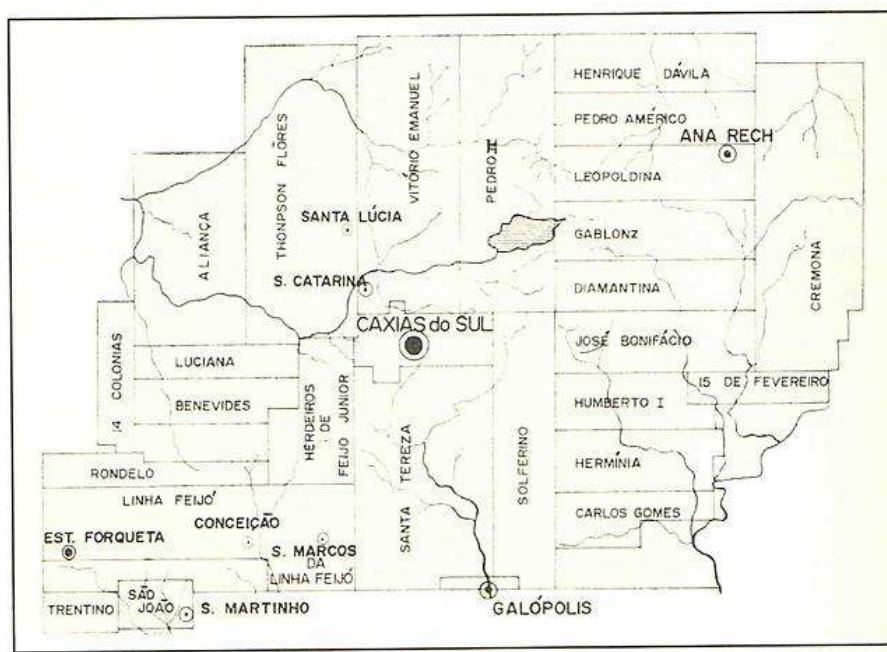 HENRIQUE DÁVILA
PEDRO AMÉRICO
ANA RECH
THONPSON FLÔRES
VITÓRIO EMANUEL
PEDRO II
LEOPOLDINA
ALIANÇA
SANTA LÚCIA
GABLONZ
CREMONA
S. CATARINA
DIAMANTINA
CAXIAS do SUL
JOSÉ BONIFÁCIO
14 COLONIAS
LUCIANA
15 DE FEVEREIRO
BENEVIDES
HUMBERTO I
HERDEIROS
DE
FEIJO JUNIOR
SANTA TEREZA
SOLFERINO
HERMÍNIA
RONDELO
LINHA FEIJÓ
CARLOS GOMES
CONCEIÇÃO
EST. FORQUETA
S. MARCOS
DA
LINHA FEIJÓ
TRENTINO
SÃO
JOÃO
S. MARTINHO
GALÓPOLIS